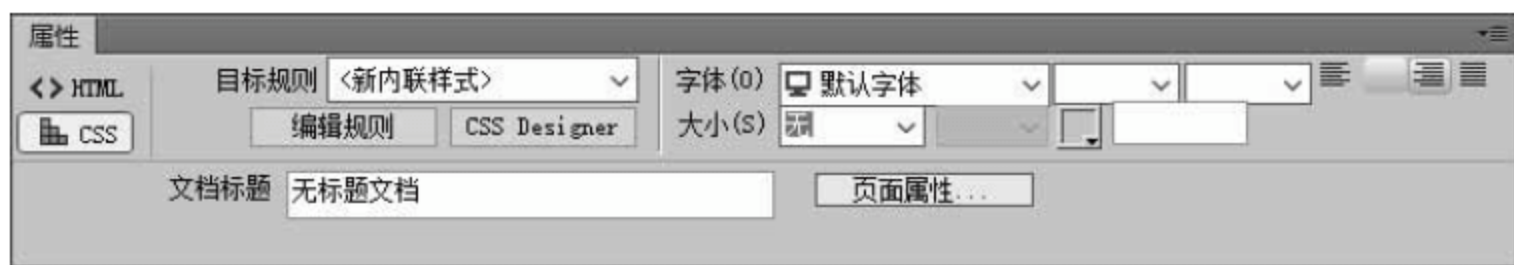 属性
<> HTML 目标规则 <新内联样式> 字体(O) 默认字体
CSS 编辑规则 CSS Designer 大小(S) 无
文档标题 无标题文档 页面属性...